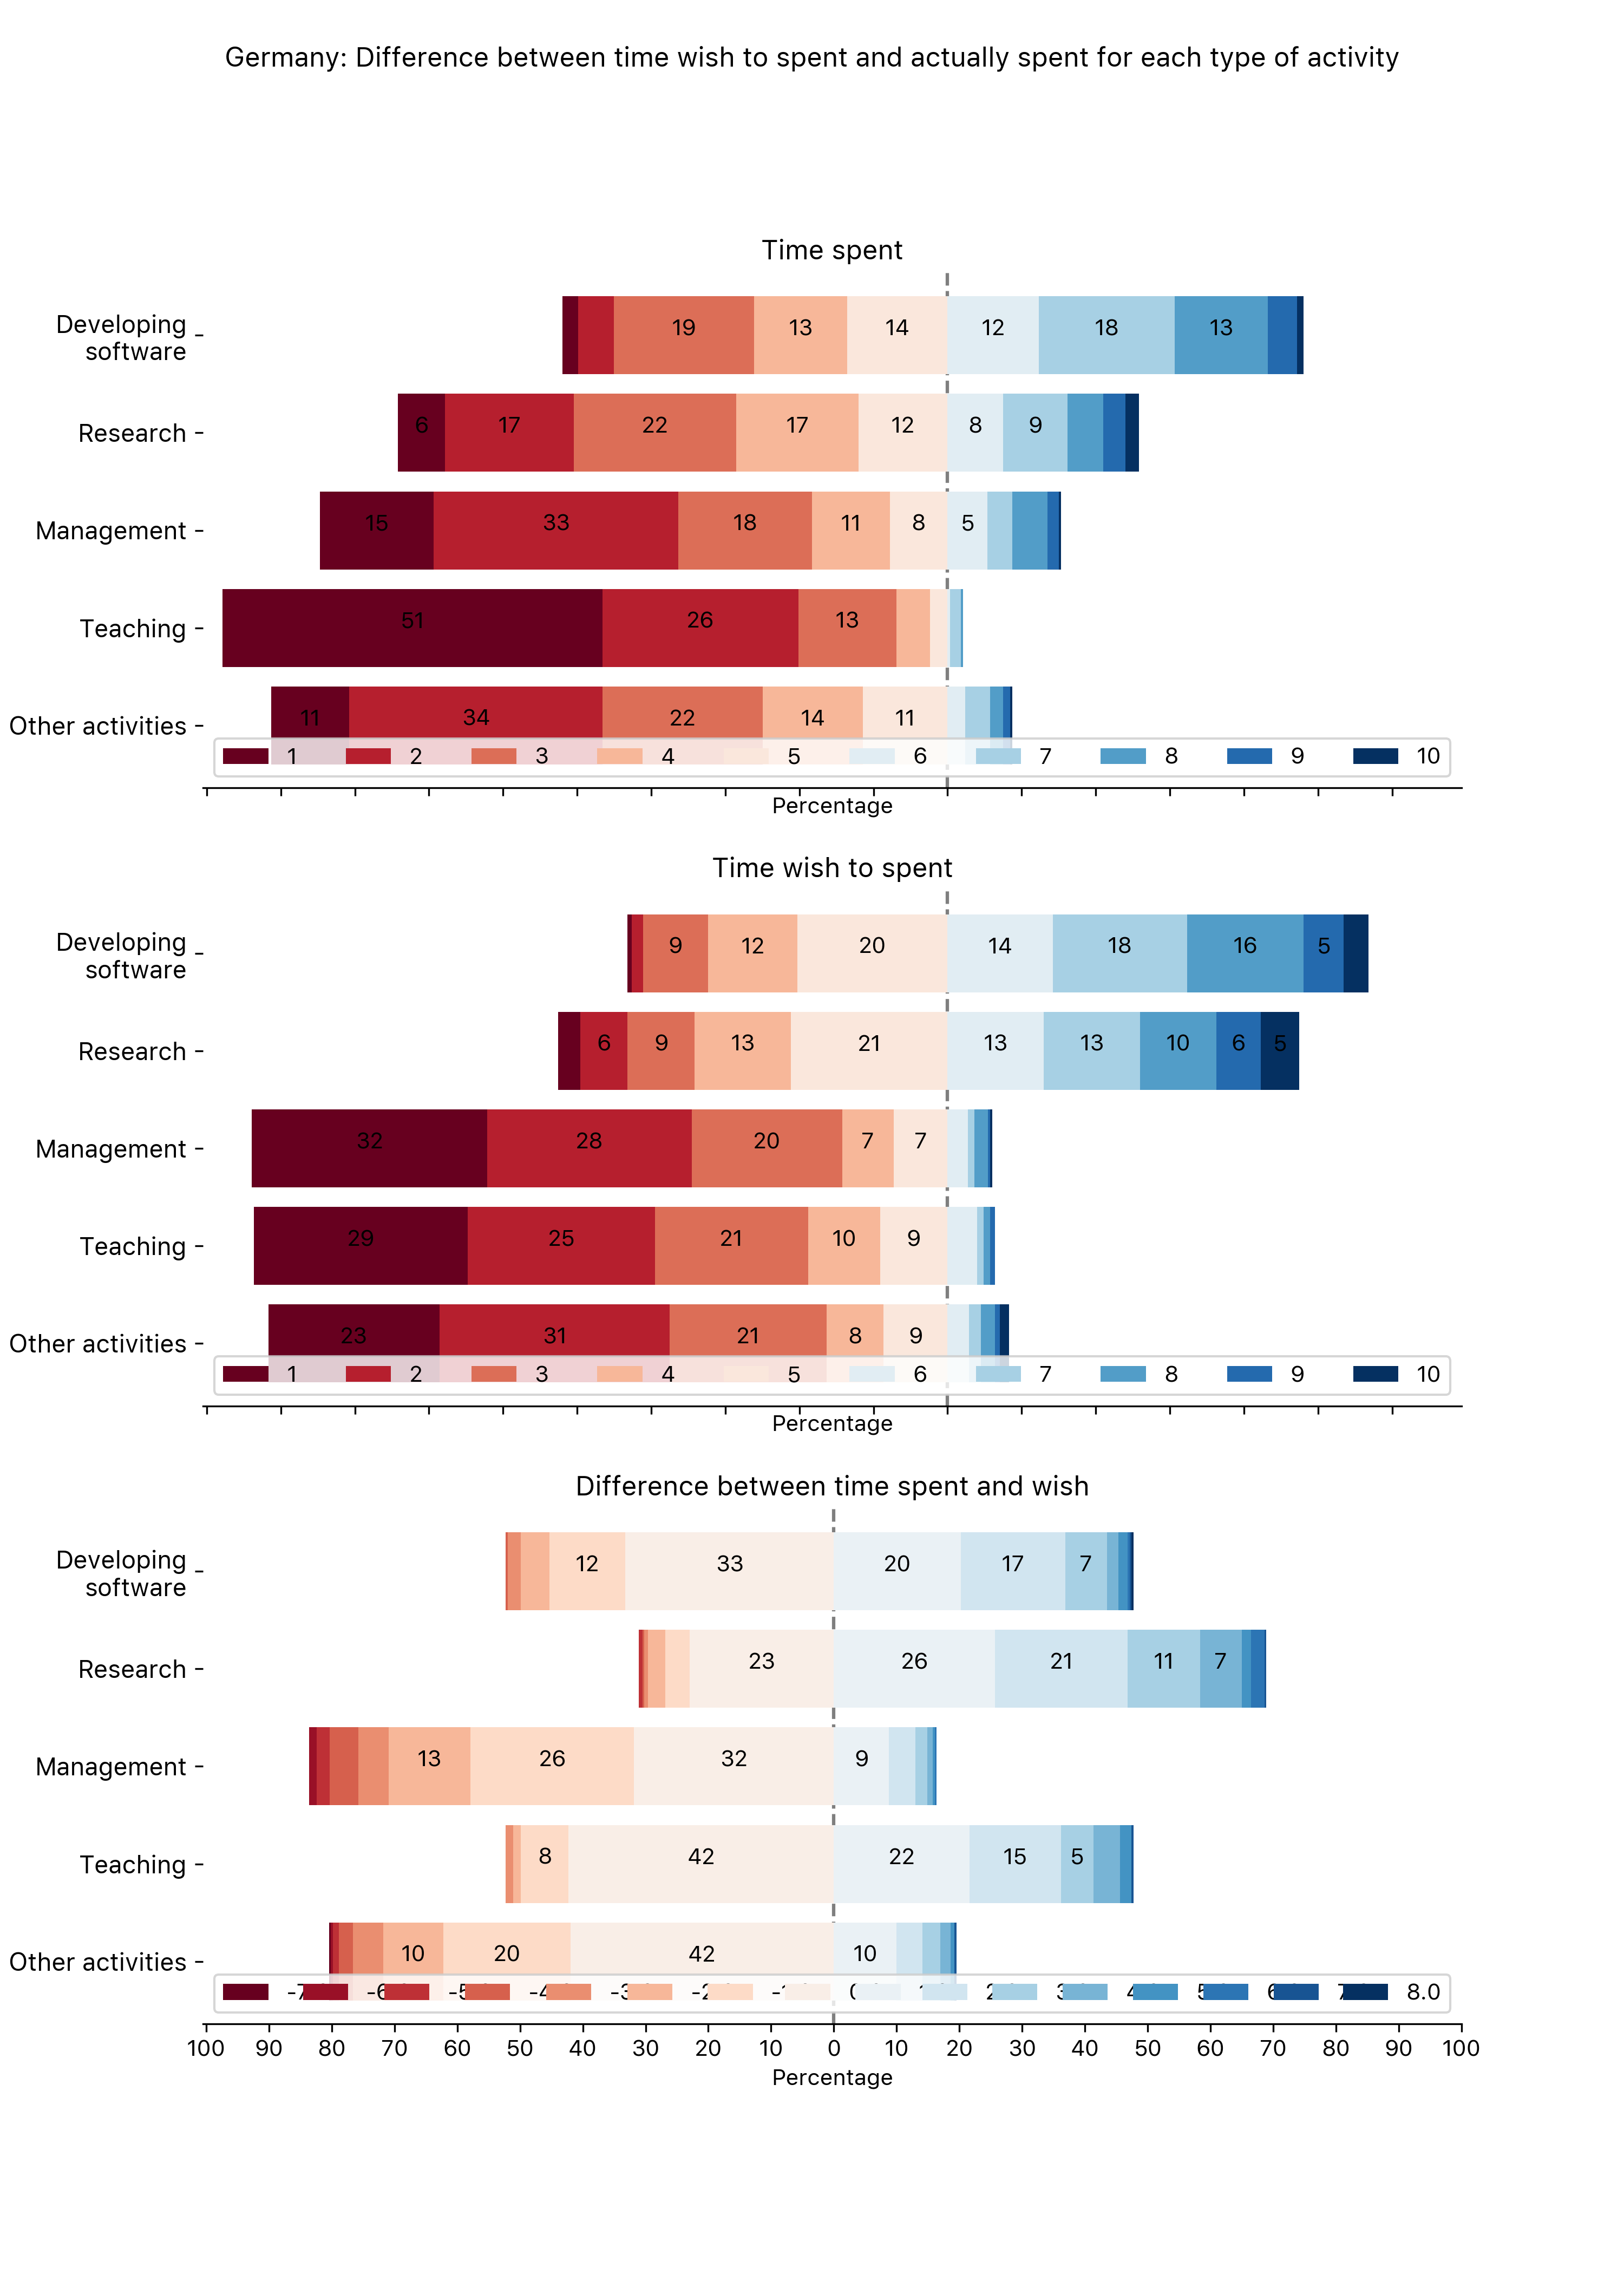 Germany: Difference between time wish to spent and actually spent for each type of activity
Time spent
Developing
software
19 13 14 12 18 13
Research
6 17 22 17 12 8 9
Management
15 33 18 11 8 5
Teaching
51 26 13
Other activities
11 34 22 14 11
1 2 3 4 5 6 7 8 9 10
Percentage
Time wish to spent
Developing
software
9 12 20 14 18 16 5
Research
6 9 13 21 13 13 10 6 5
Management
32 28 20 7 7
Teaching
29 25 21 10 9
Other activities
23 31 21 8 9
1 2 3 4 5 6 7 8 9 10
Percentage
Difference between time spent and wish
Developing
software
12 33 20 17 7
Research
23 26 21 11 7
Management
13 26 32 9
Teaching
8 42 22 15 5
Other activities
10 20 42 10
8.0
100 90 80 70 60 50 40 30 20 10 0 10 20 30 40 50 60 70 80 90 100
Percentage